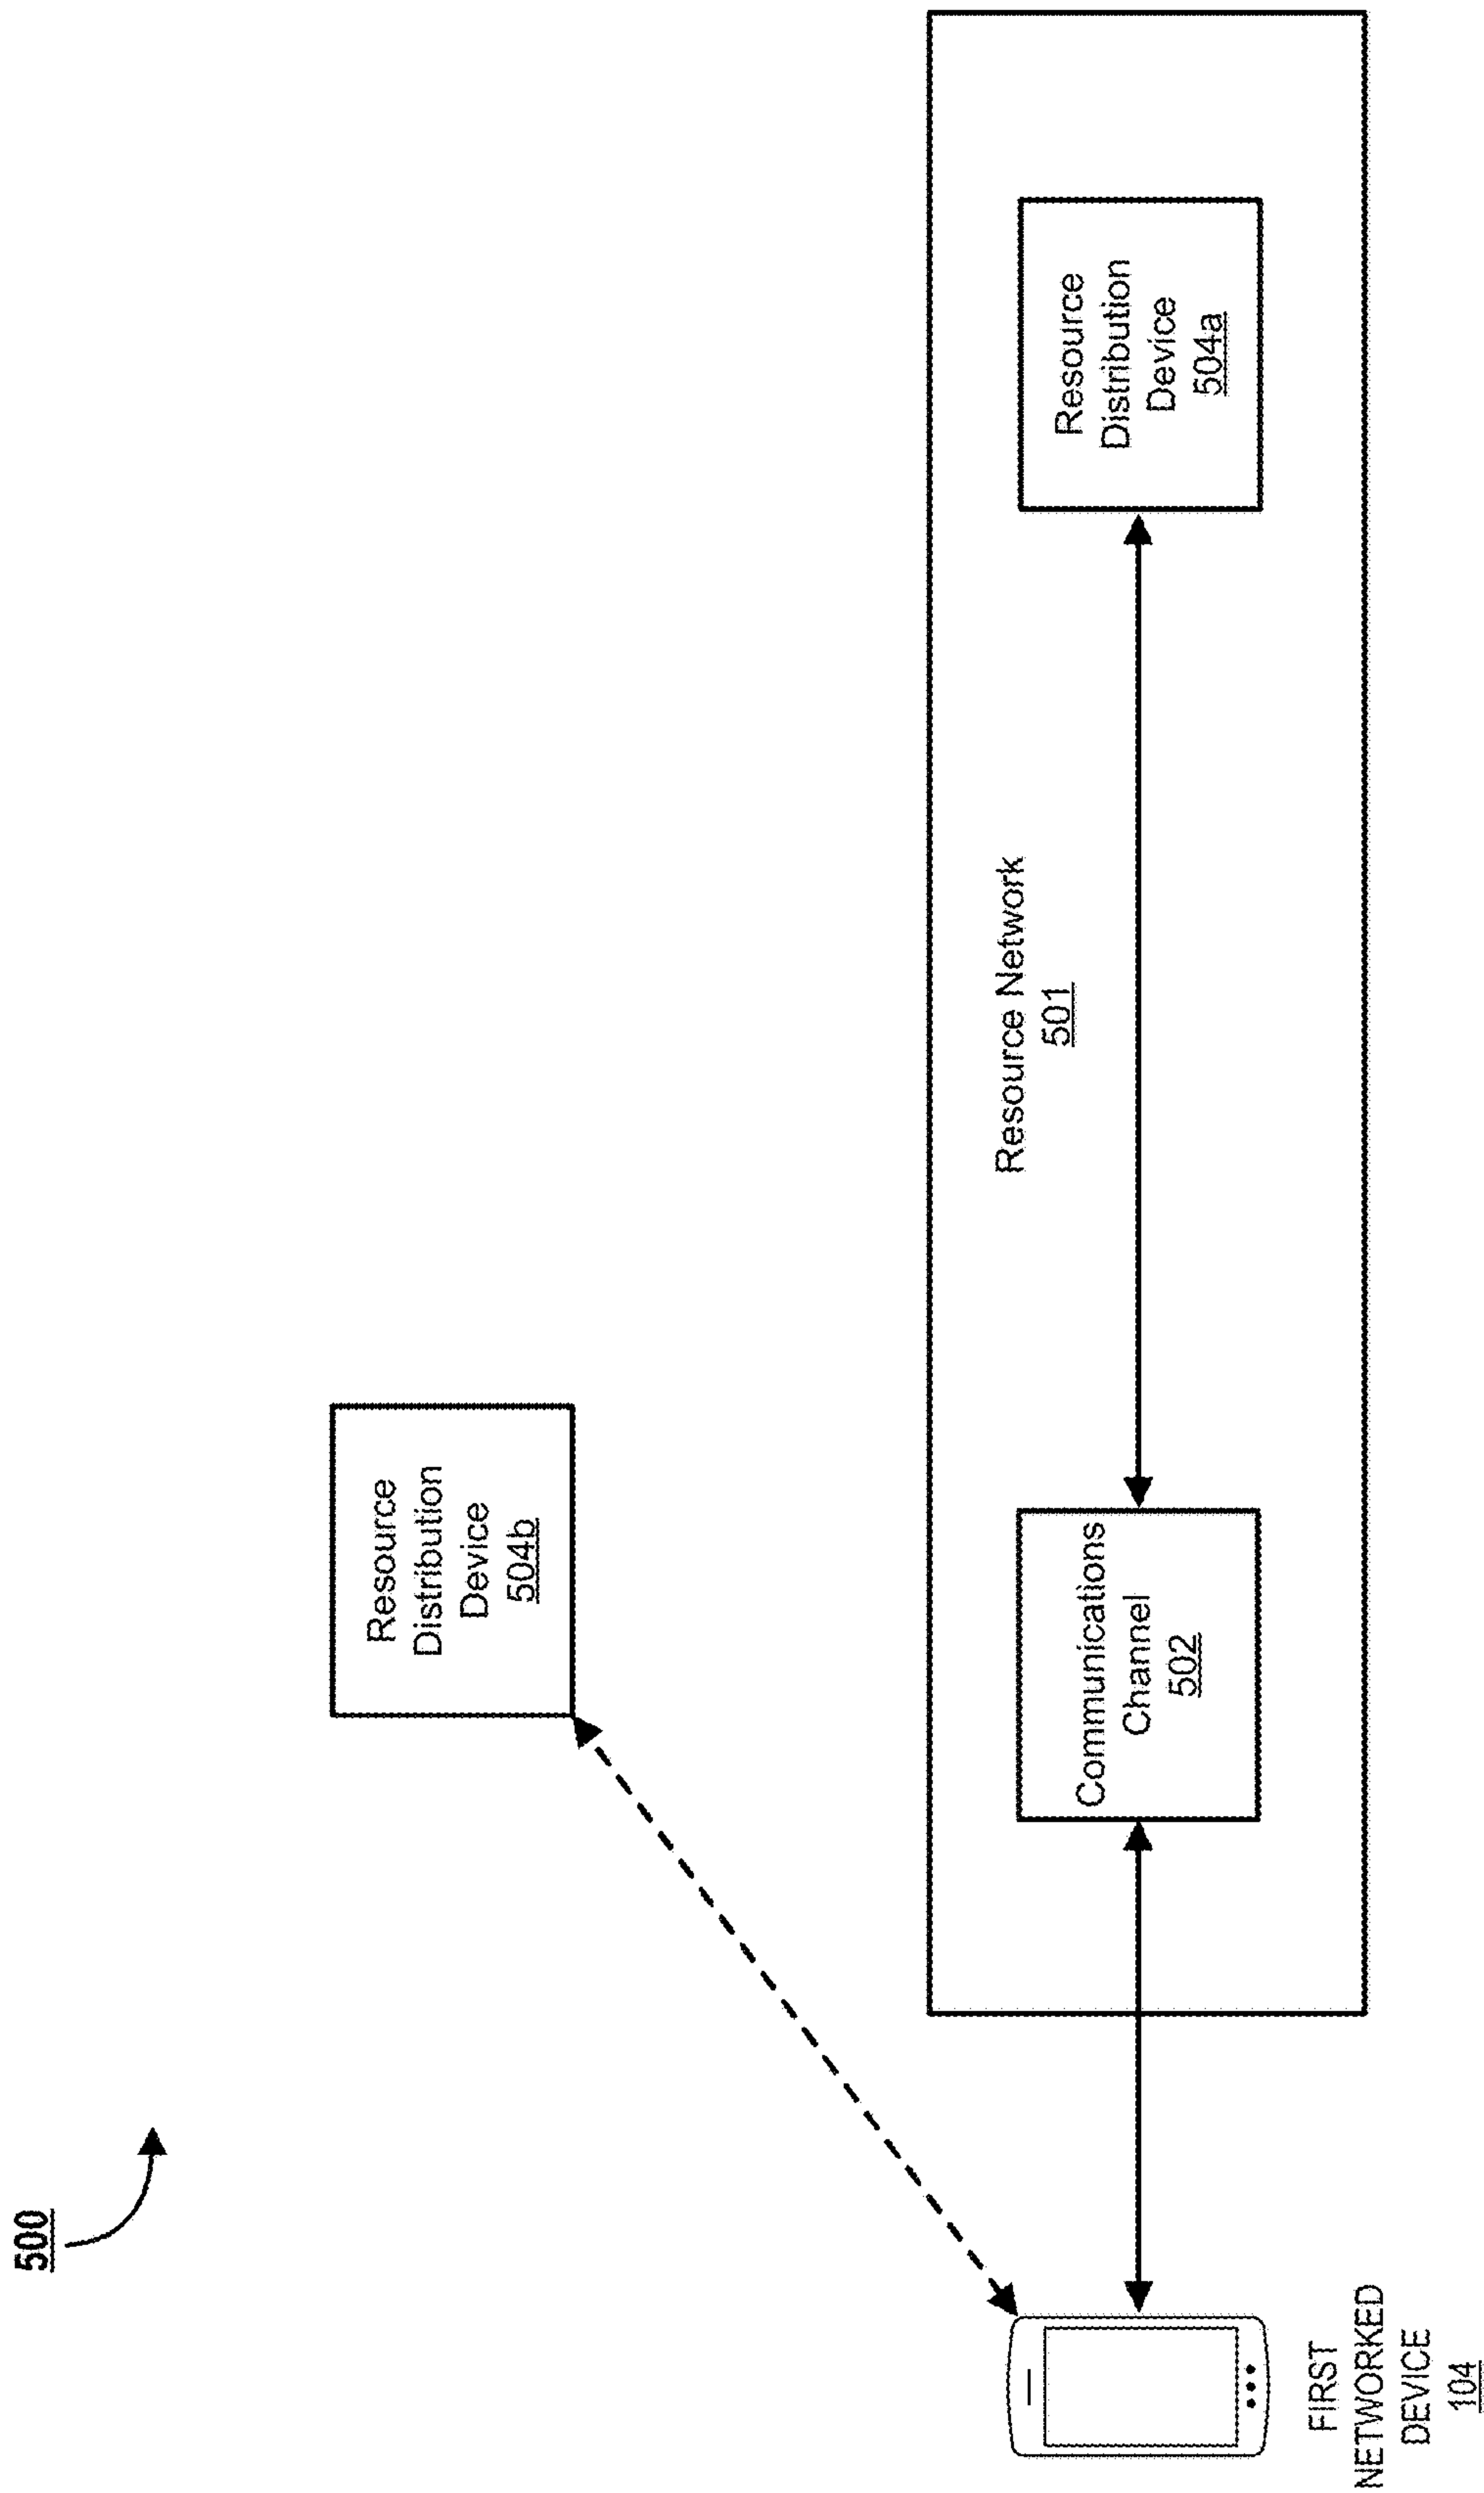 500
Resource
Distribution
Device
504b
Resource Network
501
Communications
Channel
502
Resource
Distribution
Device
504a
FIRST
NETWORKED
DEVICE
104